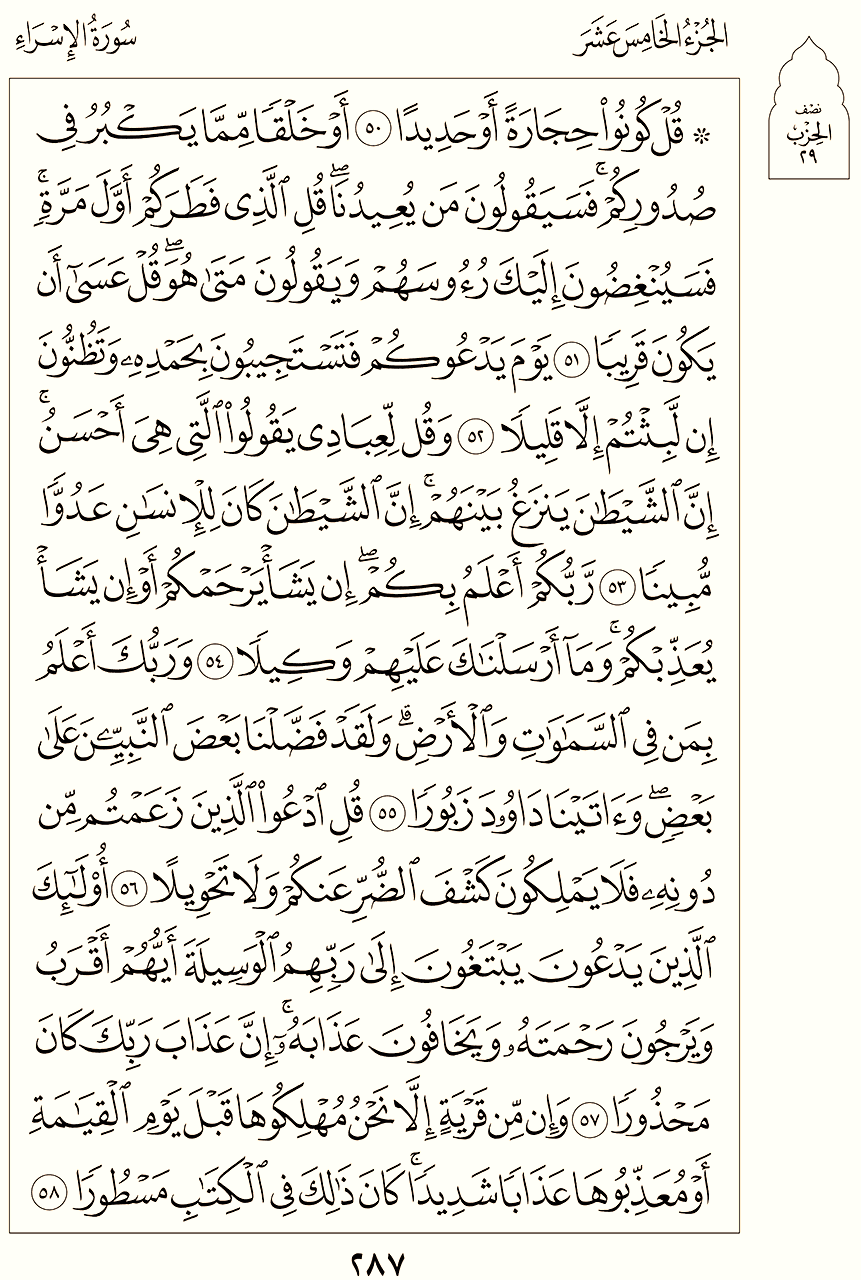 الجُزْءُ الخَامِسَ عَشَرَ
سُورَةُ الإِسْرَاءِ
نصْف
الحِزْب
٢٩
۞ قُلْ كُونُوا۟ حِجَارَةً أَوْ حَدِيدًا ٥٠ أَوْ خَلْقًا مِّمَّا يَكْبُرُ فِى
صُدُورِكُمْ ۚ فَسَيَقُولُونَ مَن يُعِيدُنَا ۖ قُلِ ٱلَّذِى فَطَرَكُمْ أَوَّلَ مَرَّةٍ ۚ
فَسَيُنْغِضُونَ إِلَيْكَ رُءُوسَهُمْ وَيَقُولُونَ مَتَىٰ هُوَ ۖ قُلْ عَسَىٰٓ أَن
يَكُونَ قَرِيبًا ٥١ يَوْمَ يَدْعُوكُمْ فَتَسْتَجِيبُونَ بِحَمْدِهِۦ وَتَظُنُّونَ
إِن لَّبِثْتُمْ إِلَّا قَلِيلًا ٥٢ وَقُل لِّعِبَادِى يَقُولُوا۟ ٱلَّتِى هِىَ أَحْسَنُ ۚ
إِنَّ ٱلشَّيْطَـٰنَ يَنزَغُ بَيْنَهُمْ ۚ إِنَّ ٱلشَّيْطَـٰنَ كَانَ لِلْإِنسَـٰنِ عَدُوًّا
مُّبِينًا ٥٣ رَّبُّكُمْ أَعْلَمُ بِكُمْ ۖ إِن يَشَأْ يَرْحَمْكُمْ أَوْ إِن يَشَأْ
يُعَذِّبْكُمْ ۚ وَمَآ أَرْسَلْنَـٰكَ عَلَيْهِمْ وَكِيلًا ٥٤ وَرَبُّكَ أَعْلَمُ
بِمَن فِى ٱلسَّمَـٰوَٰتِ وَٱلْأَرْضِ ۗ وَلَقَدْ فَضَّلْنَا بَعْضَ ٱلنَّبِيِّـۧنَ عَلَىٰ
بَعْضٍ ۖ وَءَاتَيْنَا دَاوُۥدَ زَبُورًا ٥٥ قُلِ ٱدْعُوا۟ ٱلَّذِينَ زَعَمْتُم مِّن
دُونِهِۦ فَلَا يَمْلِكُونَ كَشْفَ ٱلضُّرِّ عَنكُمْ وَلَا تَحْوِيلًا ٥٦ أُو۟لَـٰٓئِكَ
ٱلَّذِينَ يَدْعُونَ يَبْتَغُونَ إِلَىٰ رَبِّهِمُ ٱلْوَسِيلَةَ أَيُّهُمْ أَقْرَبُ
وَيَرْجُونَ رَحْمَتَهُۥ وَيَخَافُونَ عَذَابَهُۥٓ ۚ إِنَّ عَذَابَ رَبِّكَ كَانَ
مَحْذُورًا ٥٧ وَإِن مِّن قَرْيَةٍ إِلَّا نَحْنُ مُهْلِكُوهَا قَبْلَ يَوْمِ ٱلْقِيَـٰمَةِ
أَوْ مُعَذِّبُوهَا عَذَابًا شَدِيدًا ۚ كَانَ ذَٰلِكَ فِى ٱلْكِتَـٰبِ مَسْطُورًا ٥٨
٢٨٧